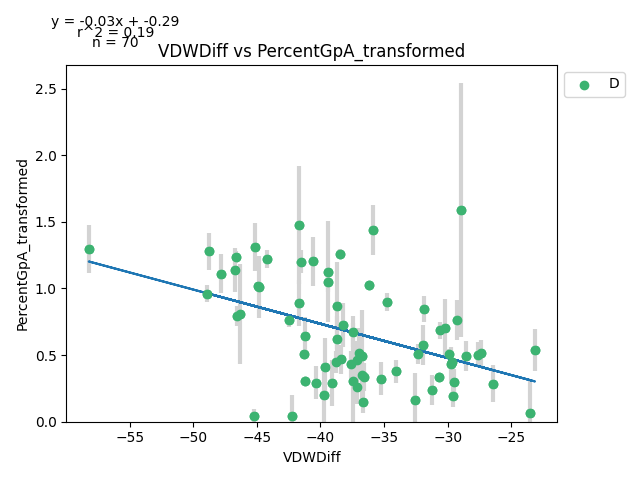 y = -0.03x + -0.29
r^2 = 0.19
n = 70
VDWDiff vs PercentGpA_transformed
D
PercentGpA_transformed
2.5
2.0
1.5
1.0
0.5
0.0
−55 −50 −45 −40 −35 −30 −25
VDWDiff